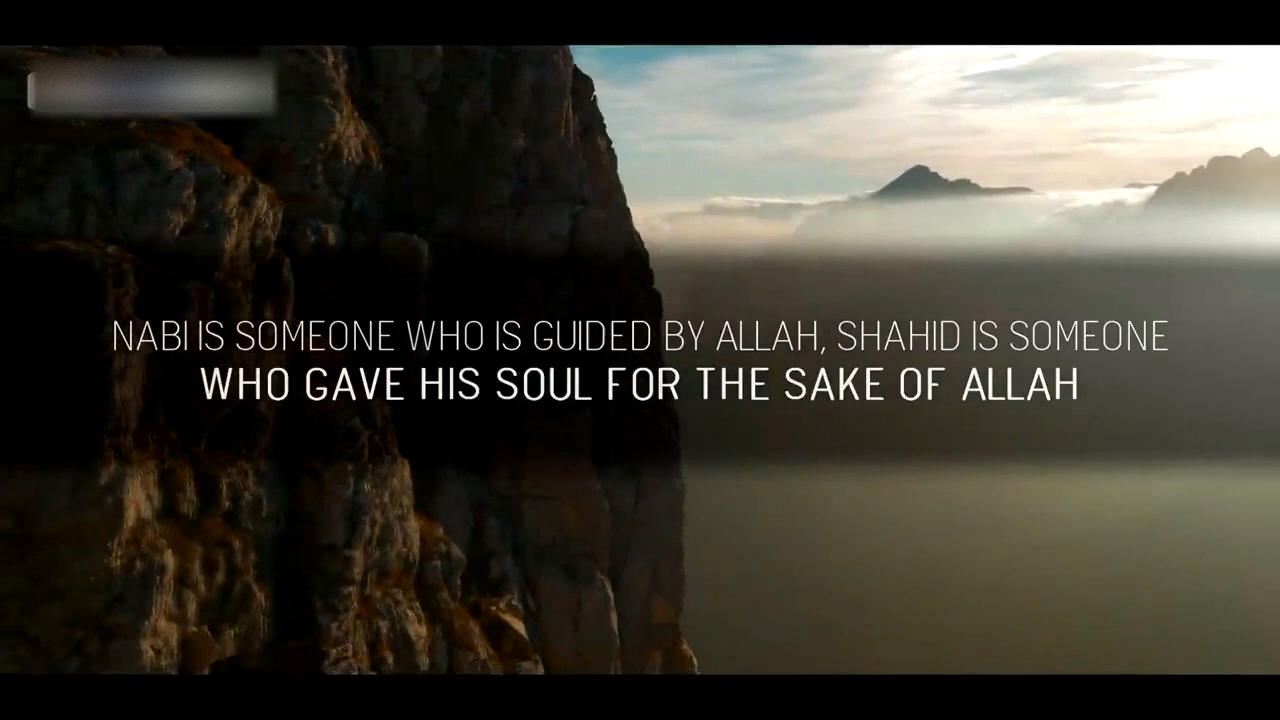 NABI IS SOMEONE WHO IS GUIDED BY ALLAH, SHAHID IS SOMEONE
WHO GAVE HIS SOUL FOR THE SAKE OF ALLAH